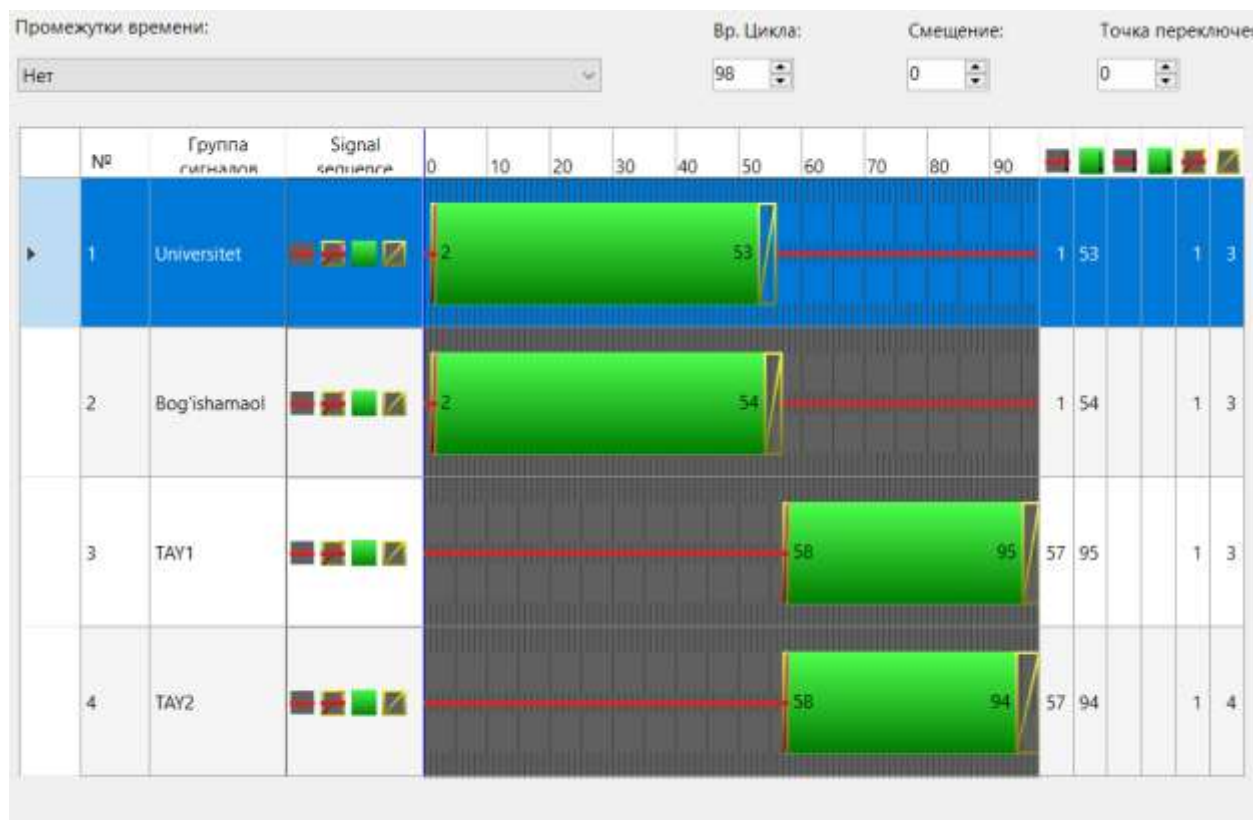 Промежутки времени:
Вр. Цикла:
Смещение:
Точка переключе
Нет
98
0
0
№
Группа сигналов
Signal sequence
0 10 20 30 40 50 60 70 80 90
1 Universitet 2 53 1 53 1 3
2 Bog'ishamaol 2 54 1 54 1 3
3 TAY1 58 95 57 95 1 3
4 TAY2 58 94 57 94 1 4